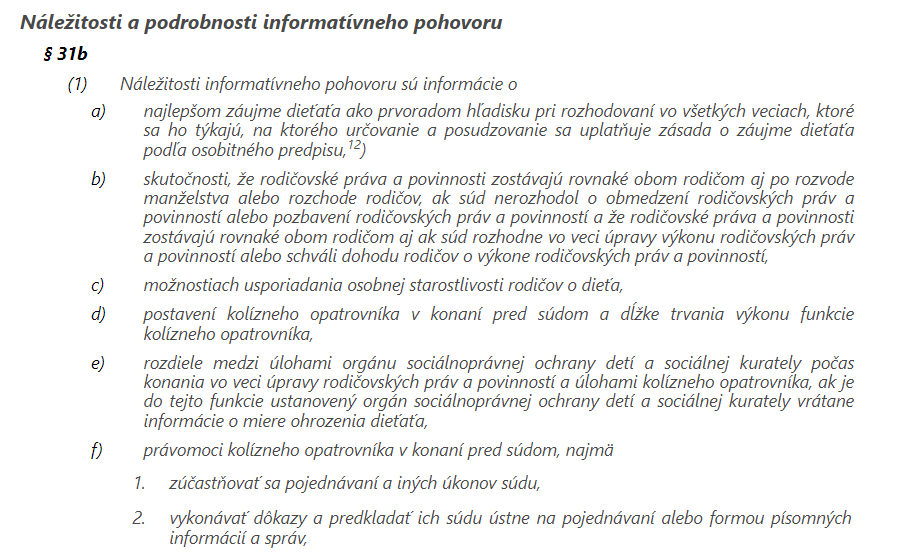 Náležitosti a podrobnosti informatívneho pohovoru
§ 31b
(1) Náležitosti informatívneho pohovoru sú informácie o
a) najlepšom záujme dieťaťa ako prvoradom hľadisku pri rozhodovaní vo všetkých veciach, ktoré
sa ho týkajú, na ktorého určovanie a posudzovanie sa uplatňuje zásada o záujme dieťaťa
podľa osobitného predpisu,12)
b) skutočnosti, že rodičovské práva a povinnosti zostávajú rovnaké obom rodičom aj po rozvode
manželstva alebo rozchode rodičov, ak súd nerozhodol o obmedzení rodičovských práv a
povinností alebo pozbavení rodičovských práv a povinností a že rodičovské práva a povinnosti
zostávajú rovnaké obom rodičom aj ak súd rozhodne vo veci úpravy výkonu rodičovských práv
a povinností alebo schváli dohodu rodičov o výkone rodičovských práv a povinností,
c) možnostiach usporiadania osobnej starostlivosti rodičov o dieťa,
d) postavení kolízneho opatrovníka v konaní pred súdom a dĺžke trvania výkonu funkcie
kolízneho opatrovníka,
e) rozdiele medzi úlohami orgánu sociálnoprávnej ochrany detí a sociálnej kurately počas
konania vo veci úpravy rodičovských práv a povinností a úlohami kolízneho opatrovníka, ak je
do tejto funkcie ustanovený orgán sociálnoprávnej ochrany detí a sociálnej kurately vrátane
informácie o miere ohrozenia dieťaťa,
f) právomoci kolízneho opatrovníka v konaní pred súdom, najmä
1. zúčastňovať sa pojednávaní a iných úkonov súdu,
2. vykonávať dôkazy a predkladať ich súdu ústne na pojednávaní alebo formou písomných
informácií a správ,